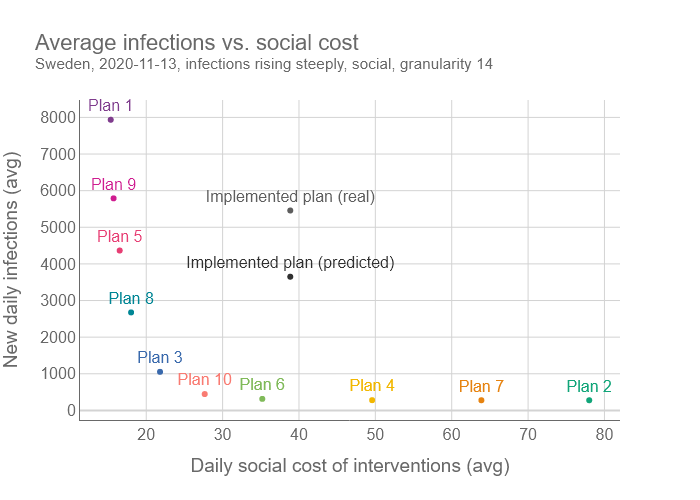 Average infections vs. social cost
Sweden, 2020-11-13, infections rising steeply, social, granularity 14
New daily infections (avg)
8000
7000
6000
5000
4000
3000
2000
1000
0
Plan 1
Plan 9
Implemented plan (real)
Plan 5
Implemented plan (predicted)
Plan 8
Plan 3
Plan 10
Plan 6
Plan 4
Plan 7
Plan 2
20
30
40
50
60
70
80
Daily social cost of interventions (avg)